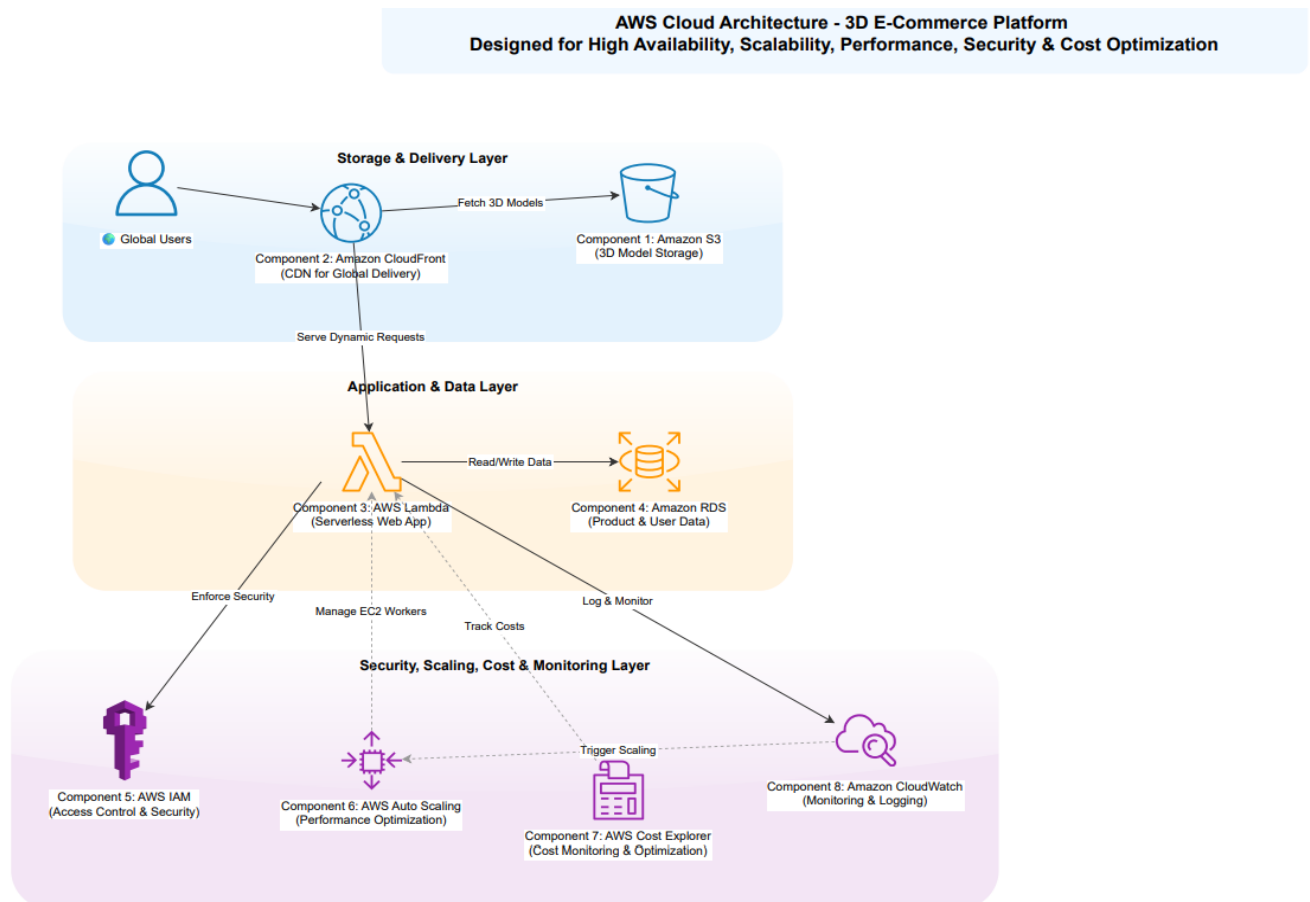 AWS Cloud Architecture - 3D E-Commerce Platform
Designed for High Availability, Scalability, Performance, Security & Cost Optimization
Storage & Delivery Layer
Global Users
Fetch 3D Models
Component 1: Amazon S3
(3D Model Storage)
Component 2: Amazon CloudFront
(CDN for Global Delivery)
Serve Dynamic Requests
Application & Data Layer
Read/Write Data
Component 3: AWS Lambda
(Serverless Web App)
Component 4: Amazon RDS
(Product & User Data)
Enforce Security
Manage EC2 Workers
Track Costs
Log & Monitor
Security, Scaling, Cost & Monitoring Layer
Trigger Scaling
Component 5: AWS IAM
(Access Control & Security)
Component 6: AWS Auto Scaling
(Performance Optimization)
Component 7: AWS Cost Explorer
(Cost Monitoring & Optimization)
Component 8: Amazon CloudWatch
(Monitoring & Logging)